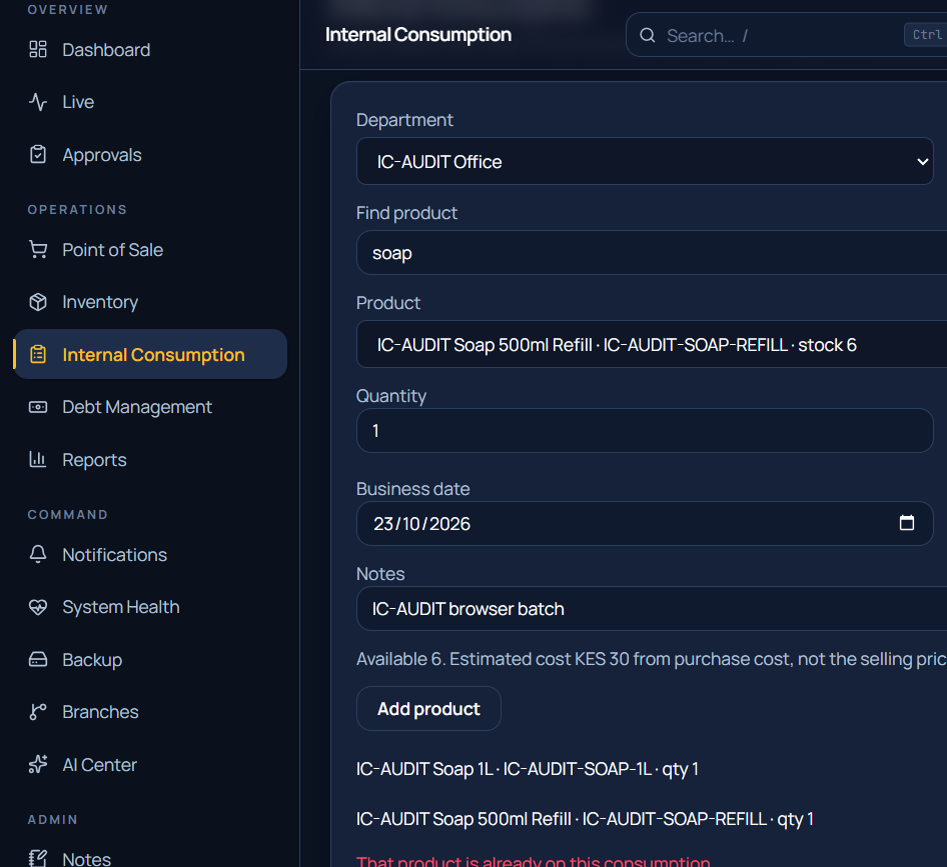 OVERVIEW
Dashboard
Live
Approvals
OPERATIONS
Point of Sale
Inventory
Internal Consumption
Debt Management
Reports
COMMAND
Notifications
System Health
Backup
Branches
AI Center
ADMIN
Notes
Internal Consumption
Search... /
Ctrl
Department
IC-AUDIT Office
Find product
soap
Product
IC-AUDIT Soap 500ml Refill · IC-AUDIT-SOAP-REFILL · stock 6
Quantity
1
Business date
23/10/2026
Notes
IC-AUDIT browser batch
Available 6. Estimated cost KES 30 from purchase cost, not the selling pric
Add product
IC-AUDIT Soap 1L · IC-AUDIT-SOAP-1L · qty 1
IC-AUDIT Soap 500ml Refill · IC-AUDIT-SOAP-REFILL · qty 1
That product is already on this consumption.